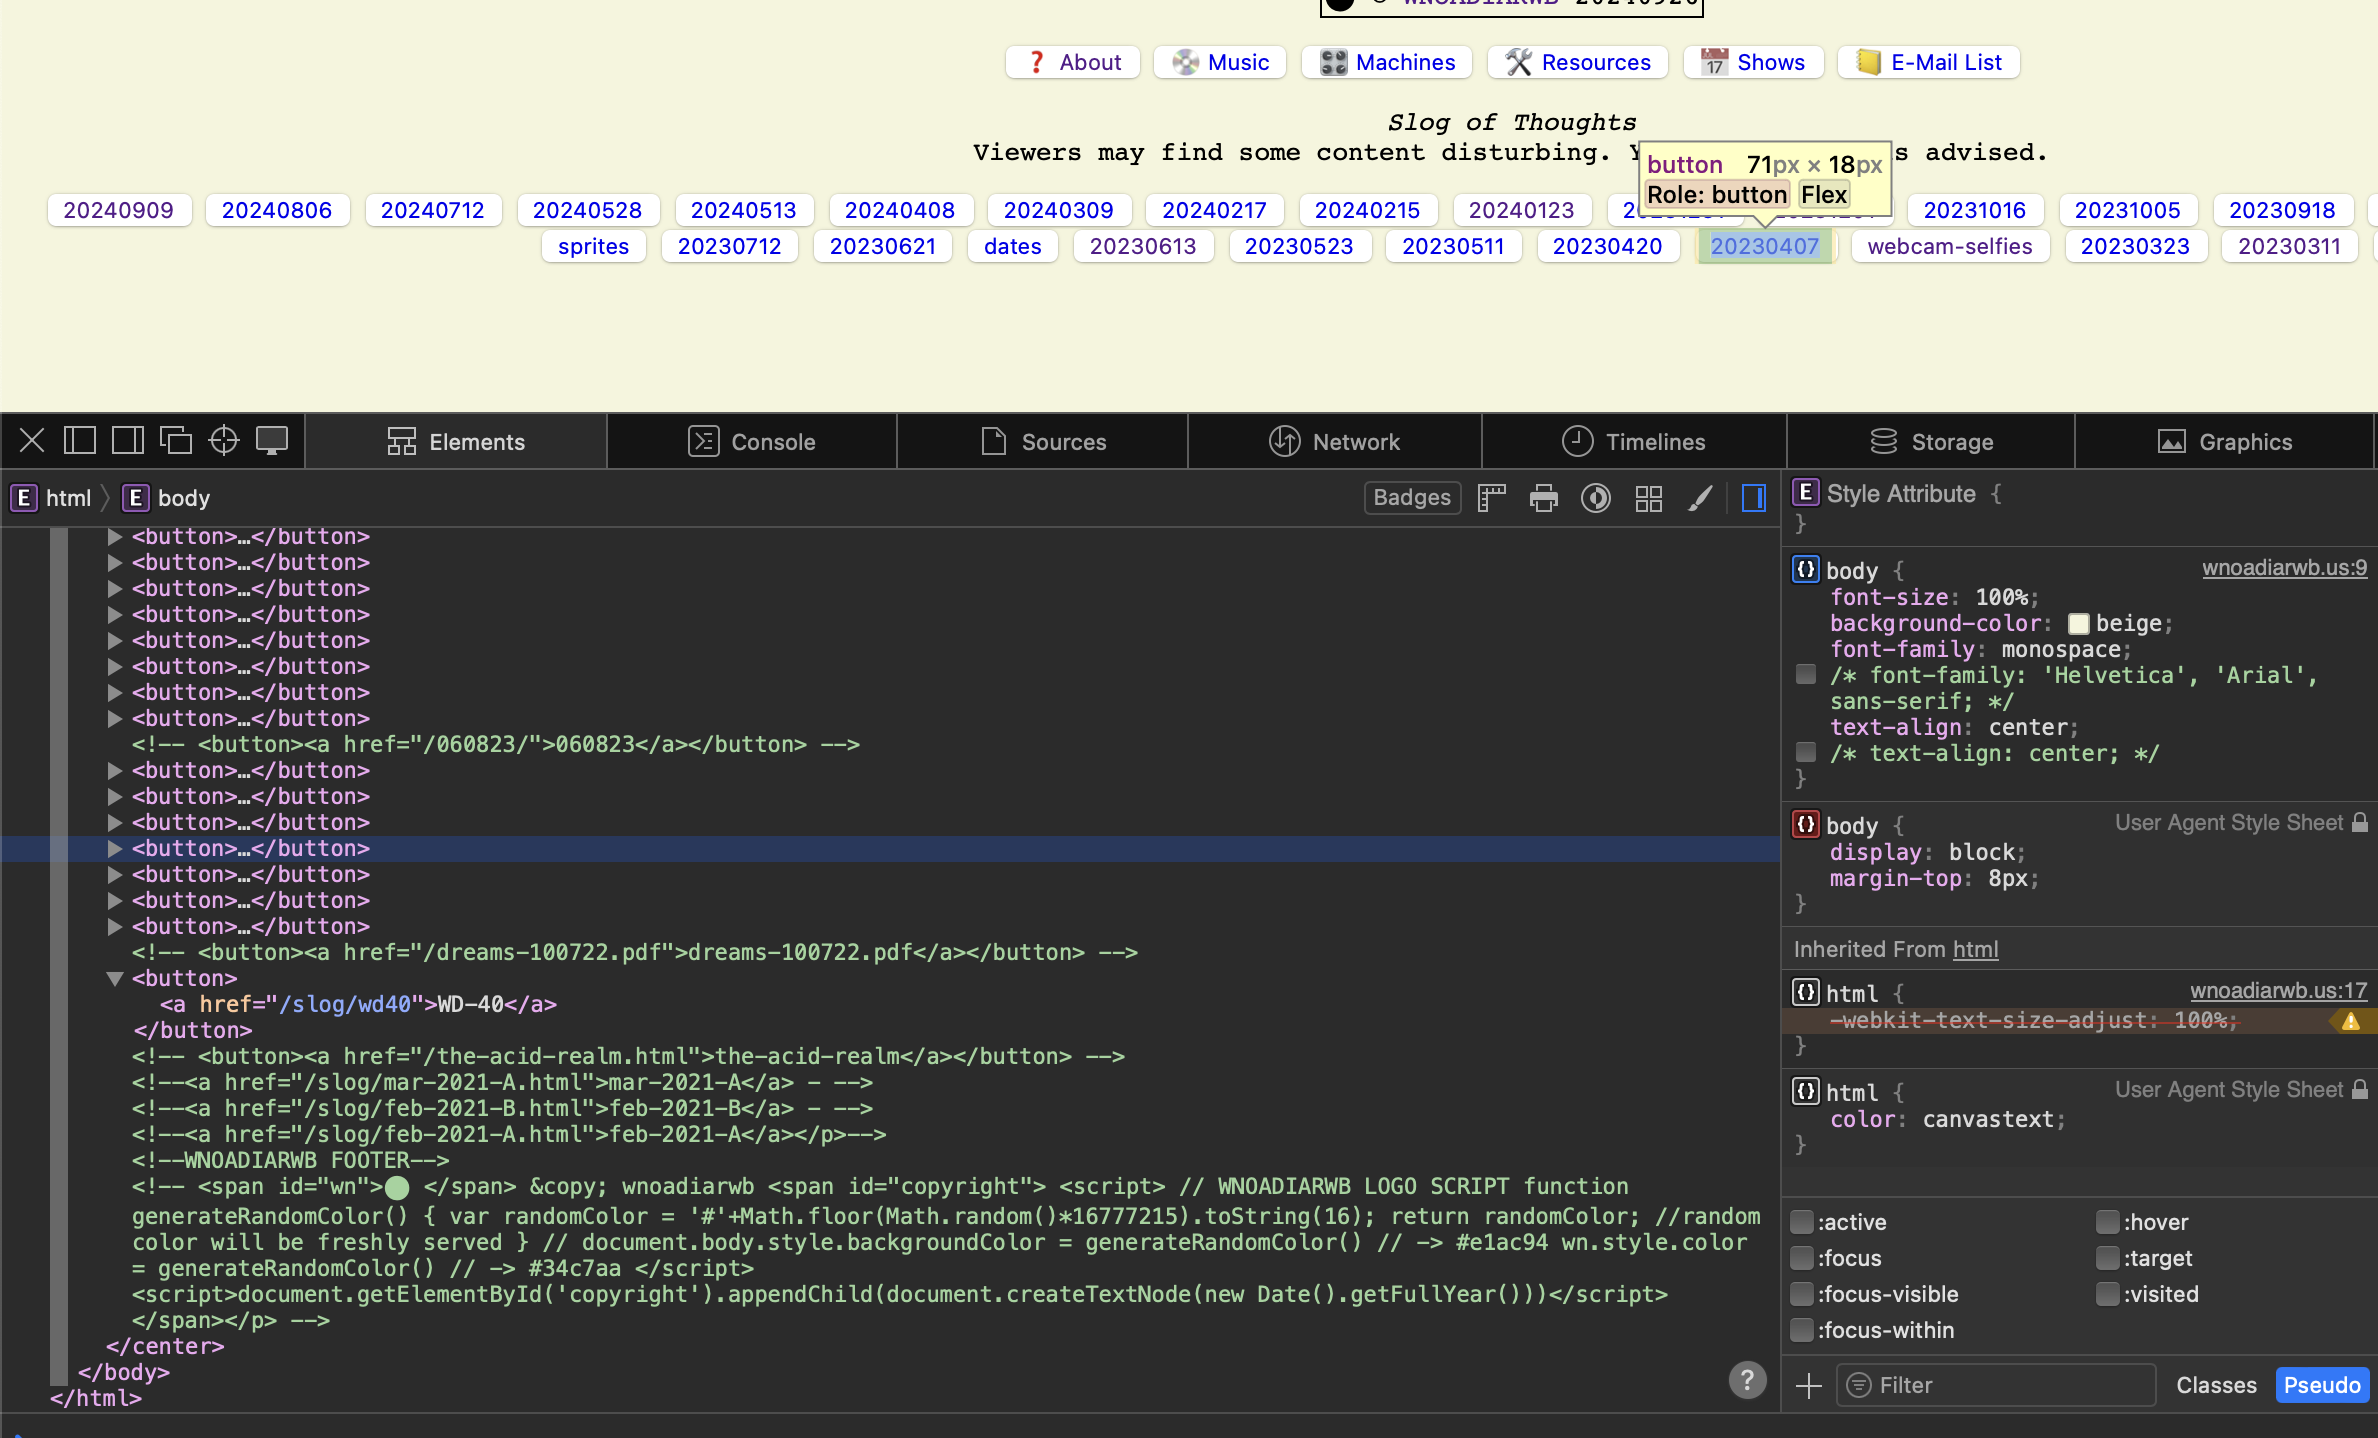 WNOADIARWB 20240926
❓ About
Music
Machines
🛠 Resources
17 Shows
E-Mail List
Slog of Thoughts
Viewers may find some content disturbing. s advised.
button 71px × 18px
Role: button Flex
20240909 20240806 20240712 20240528 20240513 20240408 20240309 20240217 20240215 20240123 20231016 20231005 20230918
sprites 20230712 20230621 dates 20230613 20230523 20230511 20230420 20230407 webcam-selfies 20230323 20230311
Elements Console Sources Network Timelines Storage Graphics
E html E body
Badges
<button>…</button>
<button>…</button>
<button>…</button>
<button>…</button>
<button>…</button>
<button>…</button>
<button>…</button>
<button>…</button>
<!-- <button><a href="/060823/">060823</a></button> -->
<button>…</button>
<button>…</button>
<button>…</button>
<button>…</button>
<button>…</button>
<button>…</button>
<button>…</button>
<!-- <button><a href="/dreams-100722.pdf">dreams-100722.pdf</a></button> -->
<button>
<a href="/slog/wd40">WD-40</a>
</button>
<!-- <button><a href="/the-acid-realm.html">the-acid-realm</a></button> -->
<!--<a href="/slog/mar-2021-A.html">mar-2021-A</a> - -->
<!--<a href="/slog/feb-2021-B.html">feb-2021-B</a> - -->
<!--<a href="/slog/feb-2021-A.html">feb-2021-A</a></p>-->
<!--WNOADIARWB FOOTER-->
<!-- <span id="wn">⬤ </span> &copy; wnoadiarwb <span id="copyright"> <script> // WNOADIARWB LOGO SCRIPT function
generateRandomColor() { var randomColor = '#'+Math.floor(Math.random()*16777215).toString(16); return randomColor; //random
color will be freshly served } // document.body.style.backgroundColor = generateRandomColor() // -> #e1ac94 wn.style.color
= generateRandomColor() // -> #34c7aa </script>
<script>document.getElementById('copyright').appendChild(document.createTextNode(new Date().getFullYear()))</script>
</span></p> -->
</center>
</body>
</html>
?
E Style Attribute {
}
body { wnoadiarwb.us:9
font-size: 100%;
background-color: beige;
font-family: monospace;
/* font-family: 'Helvetica', 'Arial',
sans-serif; */
text-align: center;
/* text-align: center; */
}
body { User Agent Style Sheet
display: block;
margin-top: 8px;
}
Inherited From html
html { wnoadiarwb.us:17
-webkit-text-size-adjust: 100%;
}
html { User Agent Style Sheet
color: canvastext;
}
:active :hover
:focus :target
:focus-visible :visited
:focus-within
Filter Classes Pseudo